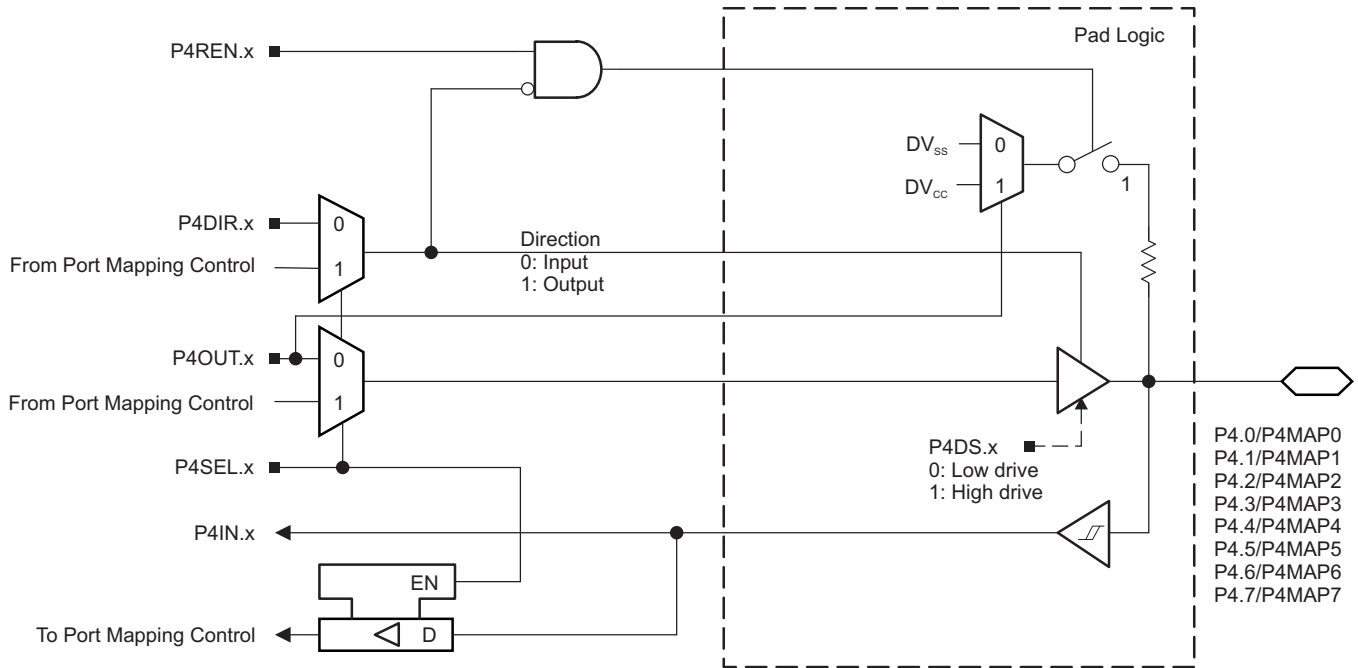 Pad Logic
P4REN.x
DVSS
0
DVCC
1
1
P4DIR.x
0
From Port Mapping Control
1
Direction
0: Input
1: Output
P4OUT.x
0
From Port Mapping Control
1
P4SEL.x
P4DS.x
0: Low drive
1: High drive
P4.0/P4MAP0
P4.1/P4MAP1
P4.2/P4MAP2
P4.3/P4MAP3
P4.4/P4MAP4
P4.5/P4MAP5
P4.6/P4MAP6
P4.7/P4MAP7
P4IN.x
EN
To Port Mapping Control
D